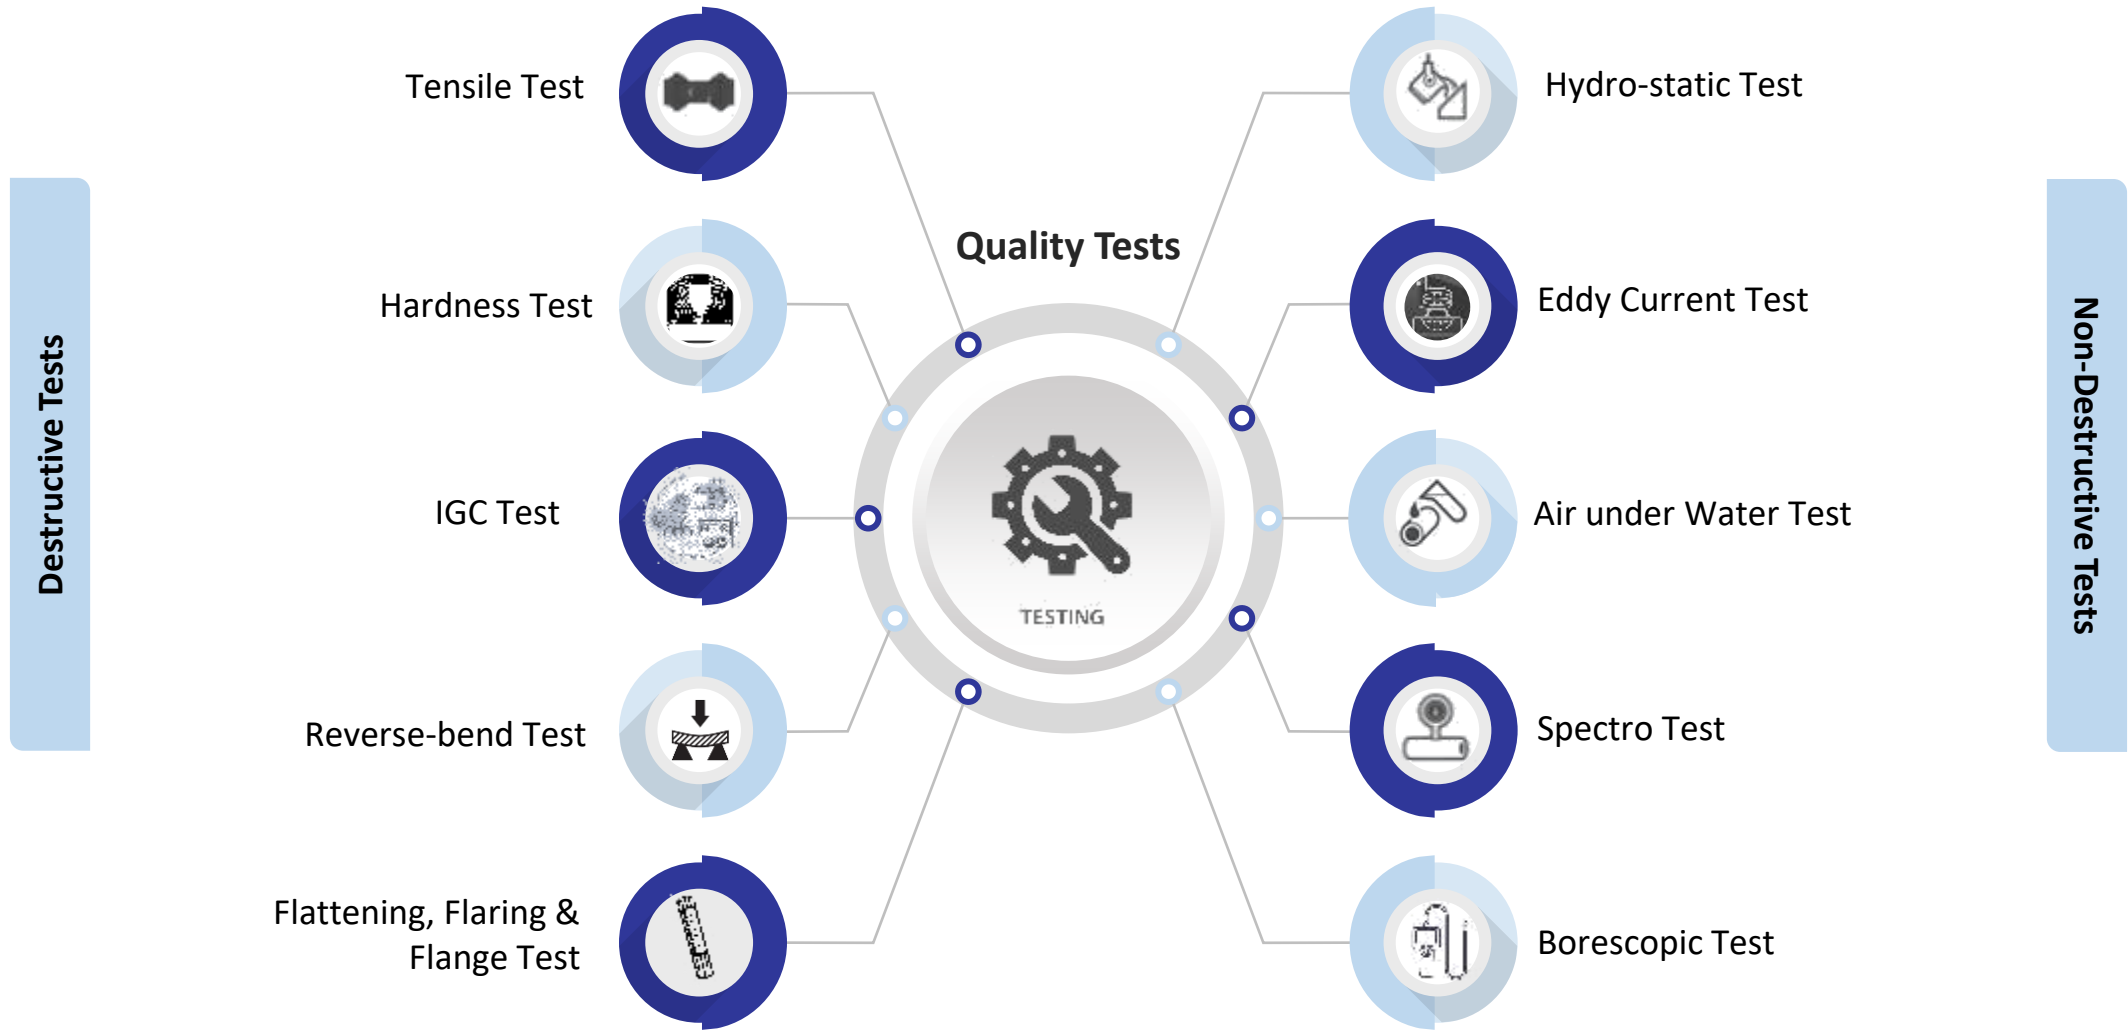 Destructive Tests
Tensile Test
Hardness Test
IGC Test
Reverse-bend Test
Flattening, Flaring &
Flange Test
Quality Tests
TESTING
Hydro-static Test
Eddy Current Test
Air under Water Test
Spectro Test
Borescopic Test
Non-Destructive Tests